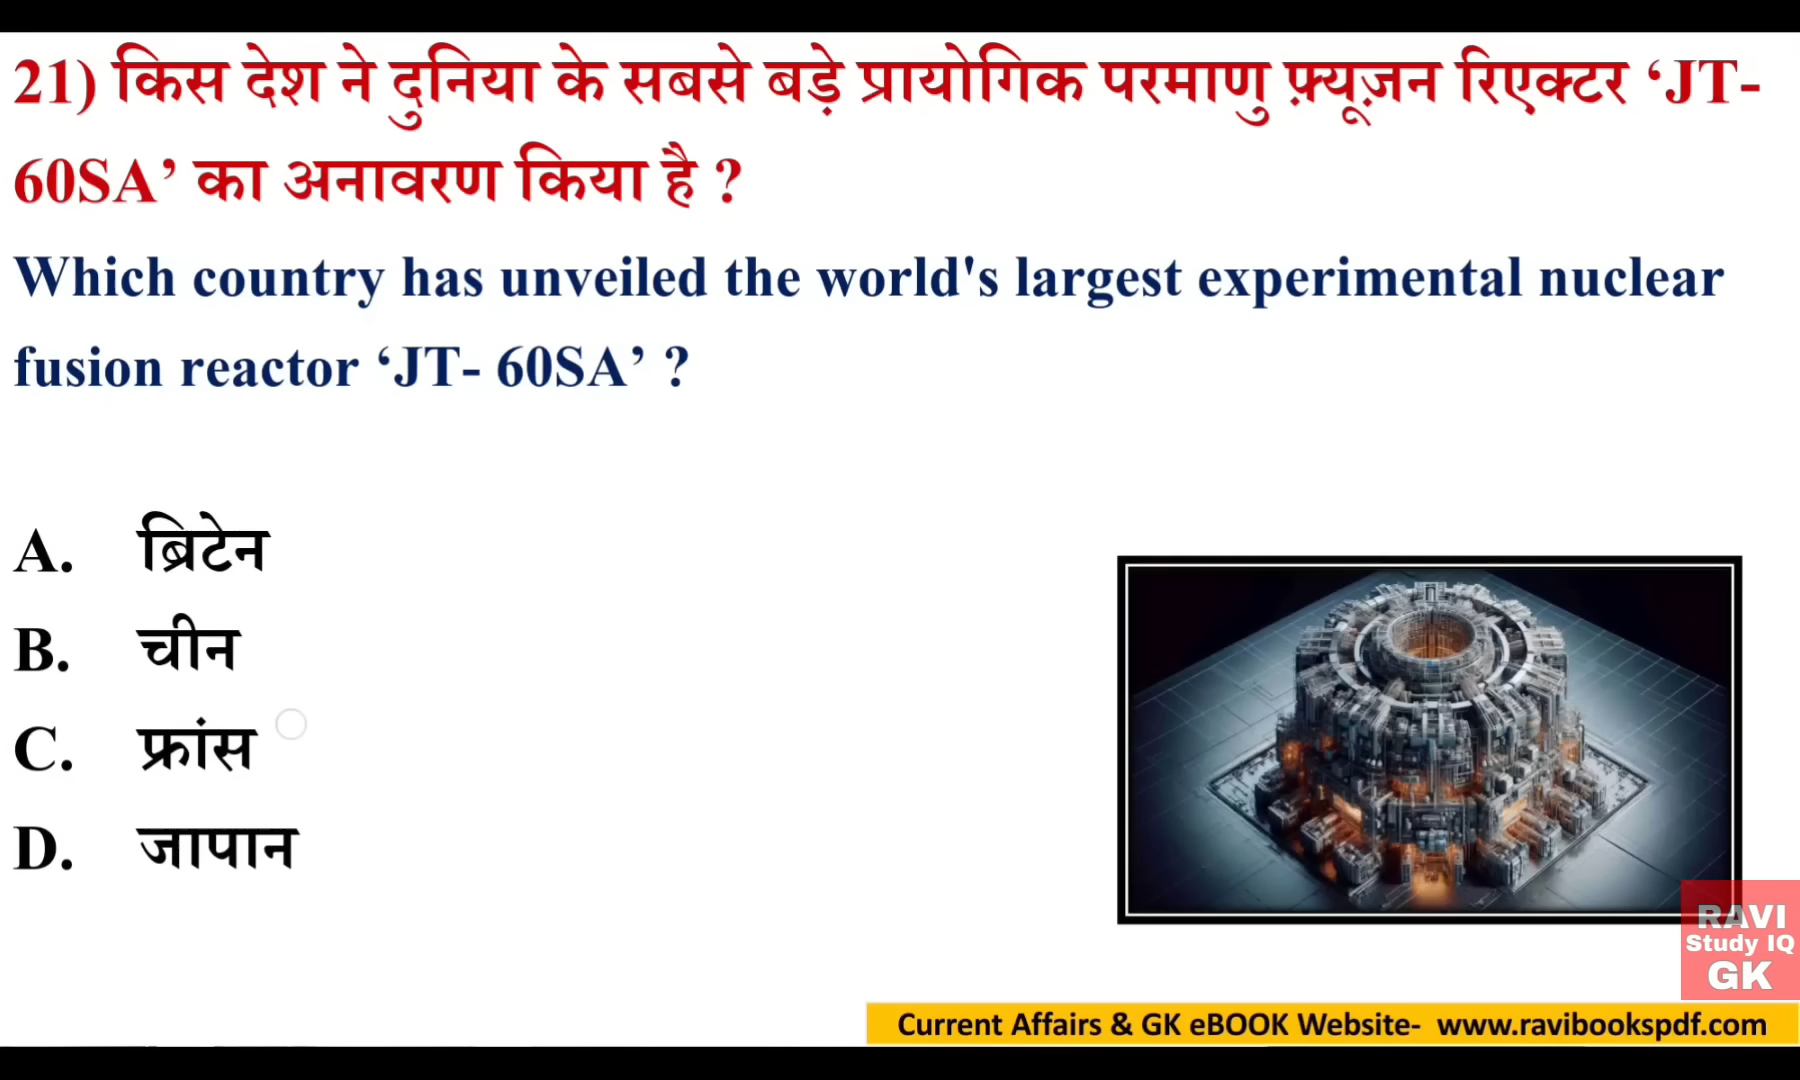 21) किस देश ने दुनिया के सबसे बड़े प्रायोगिक परमाणु फ़्यूज़न रिएक्टर ‘JT-
60SA’ का अनावरण किया है ?
Which country has unveiled the world's largest experimental nuclear
fusion reactor ‘JT- 60SA’ ?
A. ब्रिटेन
B. चीन
C. फ्रांस
D. जापान
RAVI
Study IQ
GK
Current Affairs & GK eBOOK Website- www.ravibookspdf.com